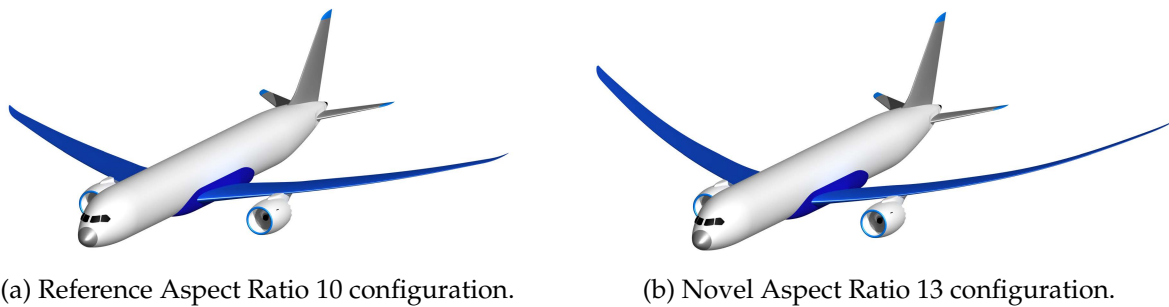 (a) Reference Aspect Ratio 10 configuration.
(b) Novel Aspect Ratio 13 configuration.